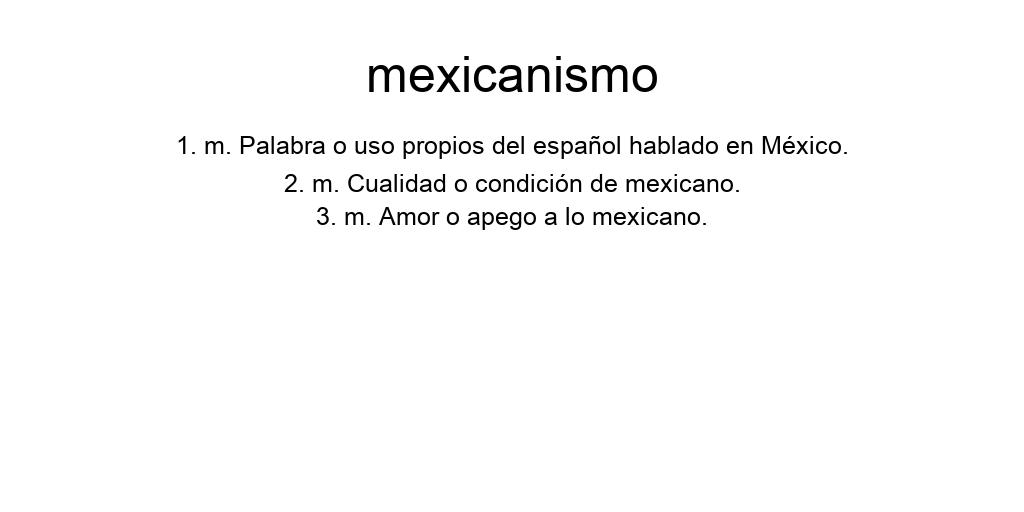 mexicanismo
1. m. Palabra o uso propios del español hablado en México.
2. m. Cualidad o condición de mexicano.
3. m. Amor o apego a lo mexicano.